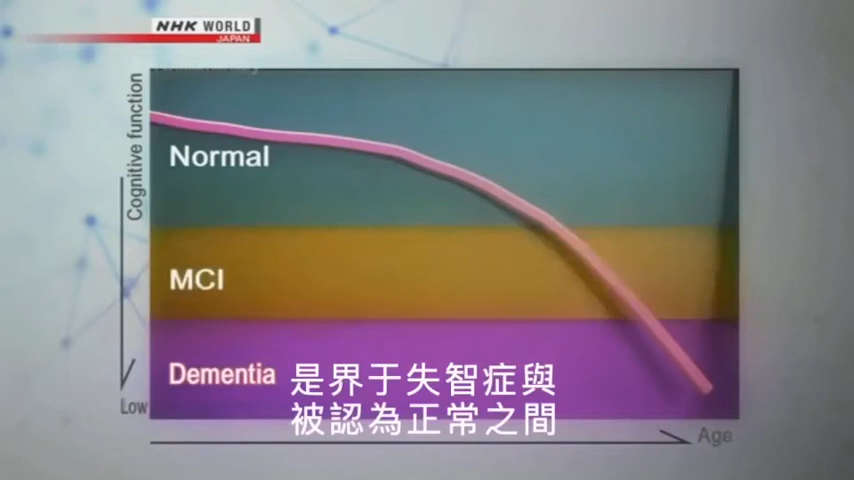 NHK WORLD
JAPAN
Cognitive function
Normal
MCI
Dementia
Low
Age
是界于失智症與
被認為正常之間